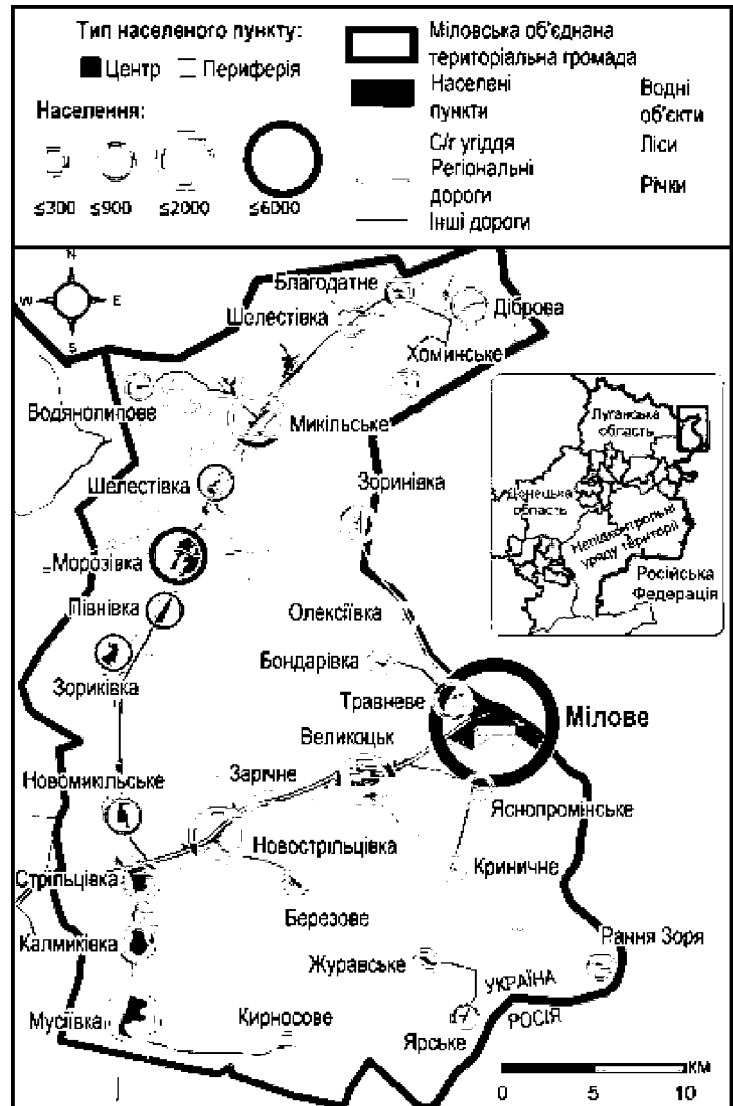 Тип населеного пункту:
Центр Периферія
Населення:
≤300 ≤900 ≤2000 ≤6000
Міловська об'єднана
територіальна громада
Населені
пункти
С/г угіддя
Регіональні
дороги
Інші дороги
Водні
об'єкти
Ліси
Річки
N
W E
S
Благодатне
Шелестівка
Діброва
Хоминське
Водянолипове
Микільське
Шелестівка
Зоринівка
Морозівка
Півнівка
Олексіївка
Бондарівка
Зориківка
Травневе
Мілове
Великоцьк
Новомикільське
Зарічне
Яснопромінське
Новострільцівка
Стрільцівка
Криничне
Березове
Калмиківка
Рання Зоря
Журавське
УКРАЇНА
РОСІЯ
Мусіївка
Кирносове
Ярське
км
0 5 10
Луганська
область
Донецька
область
Непідконтрольні
уряду території
Російська
Федерація